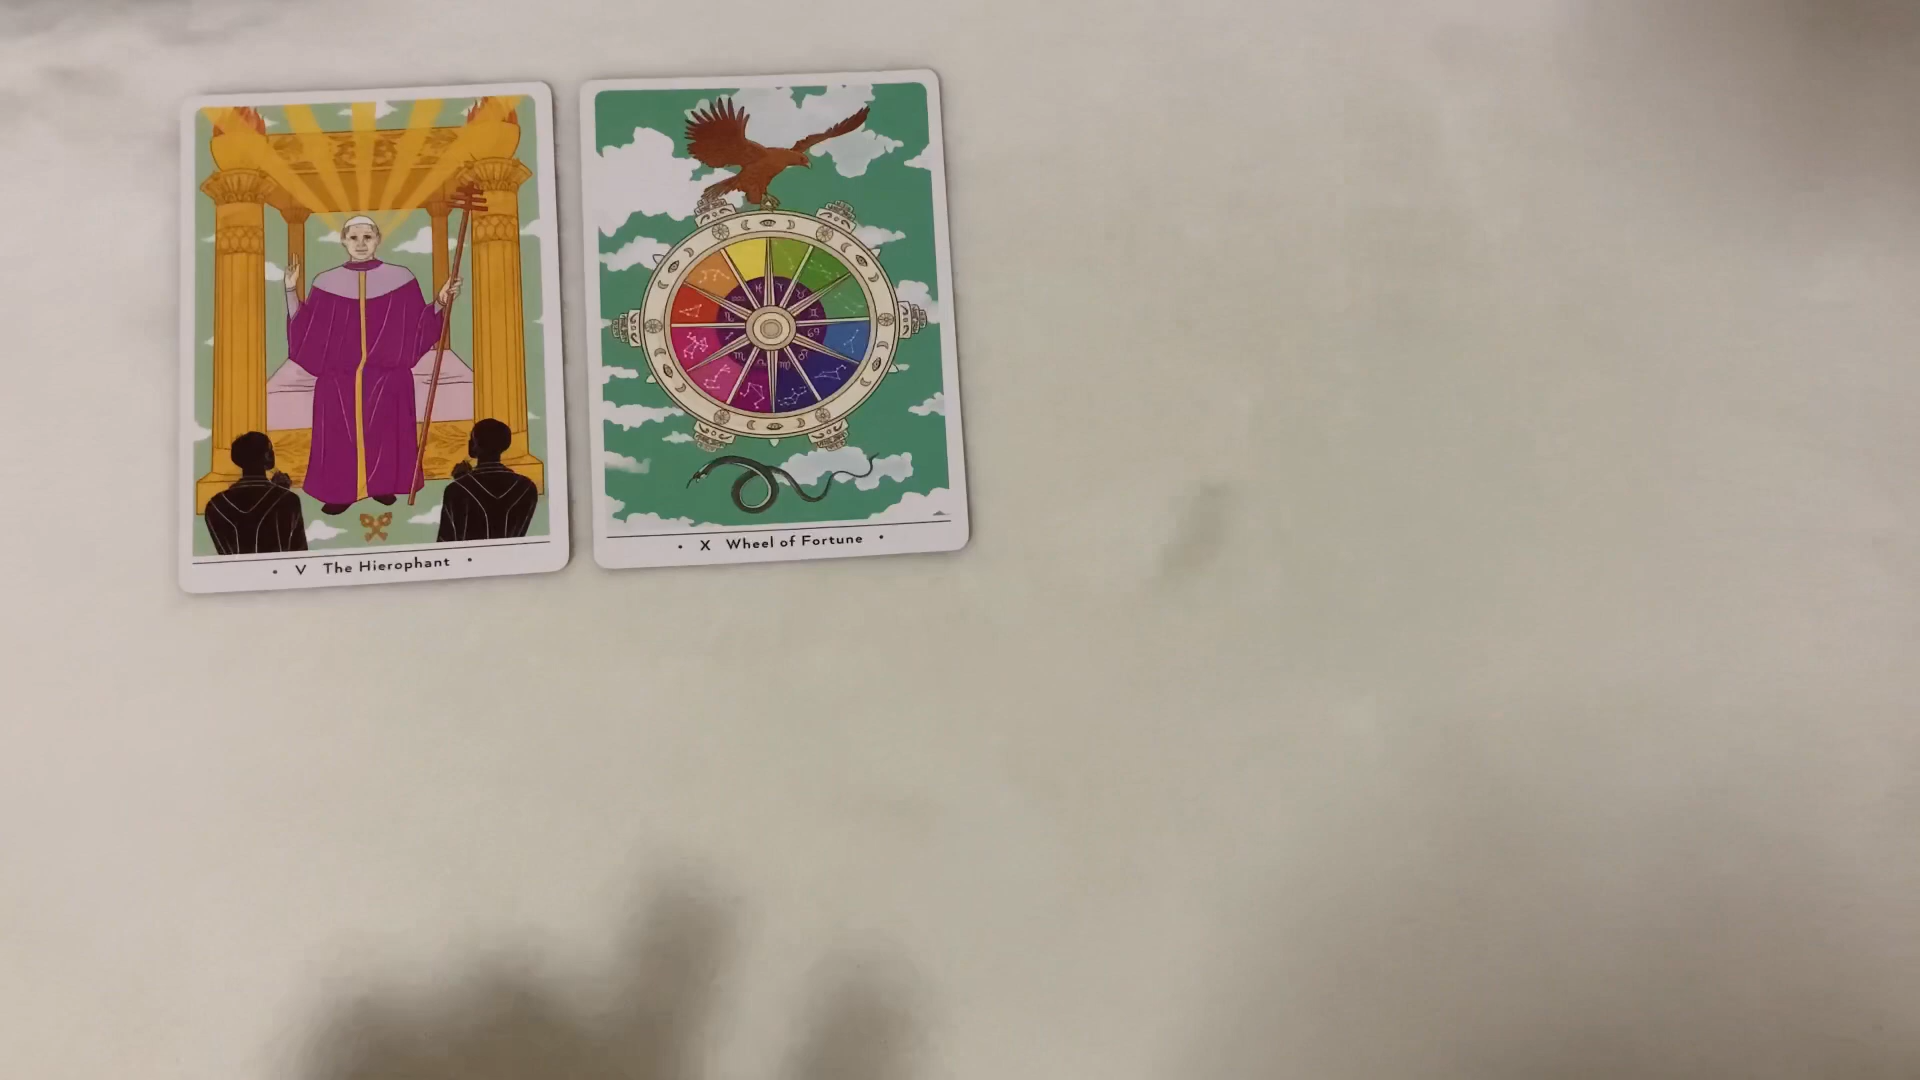 • V The Hierophant •
• X Wheel of Fortune •